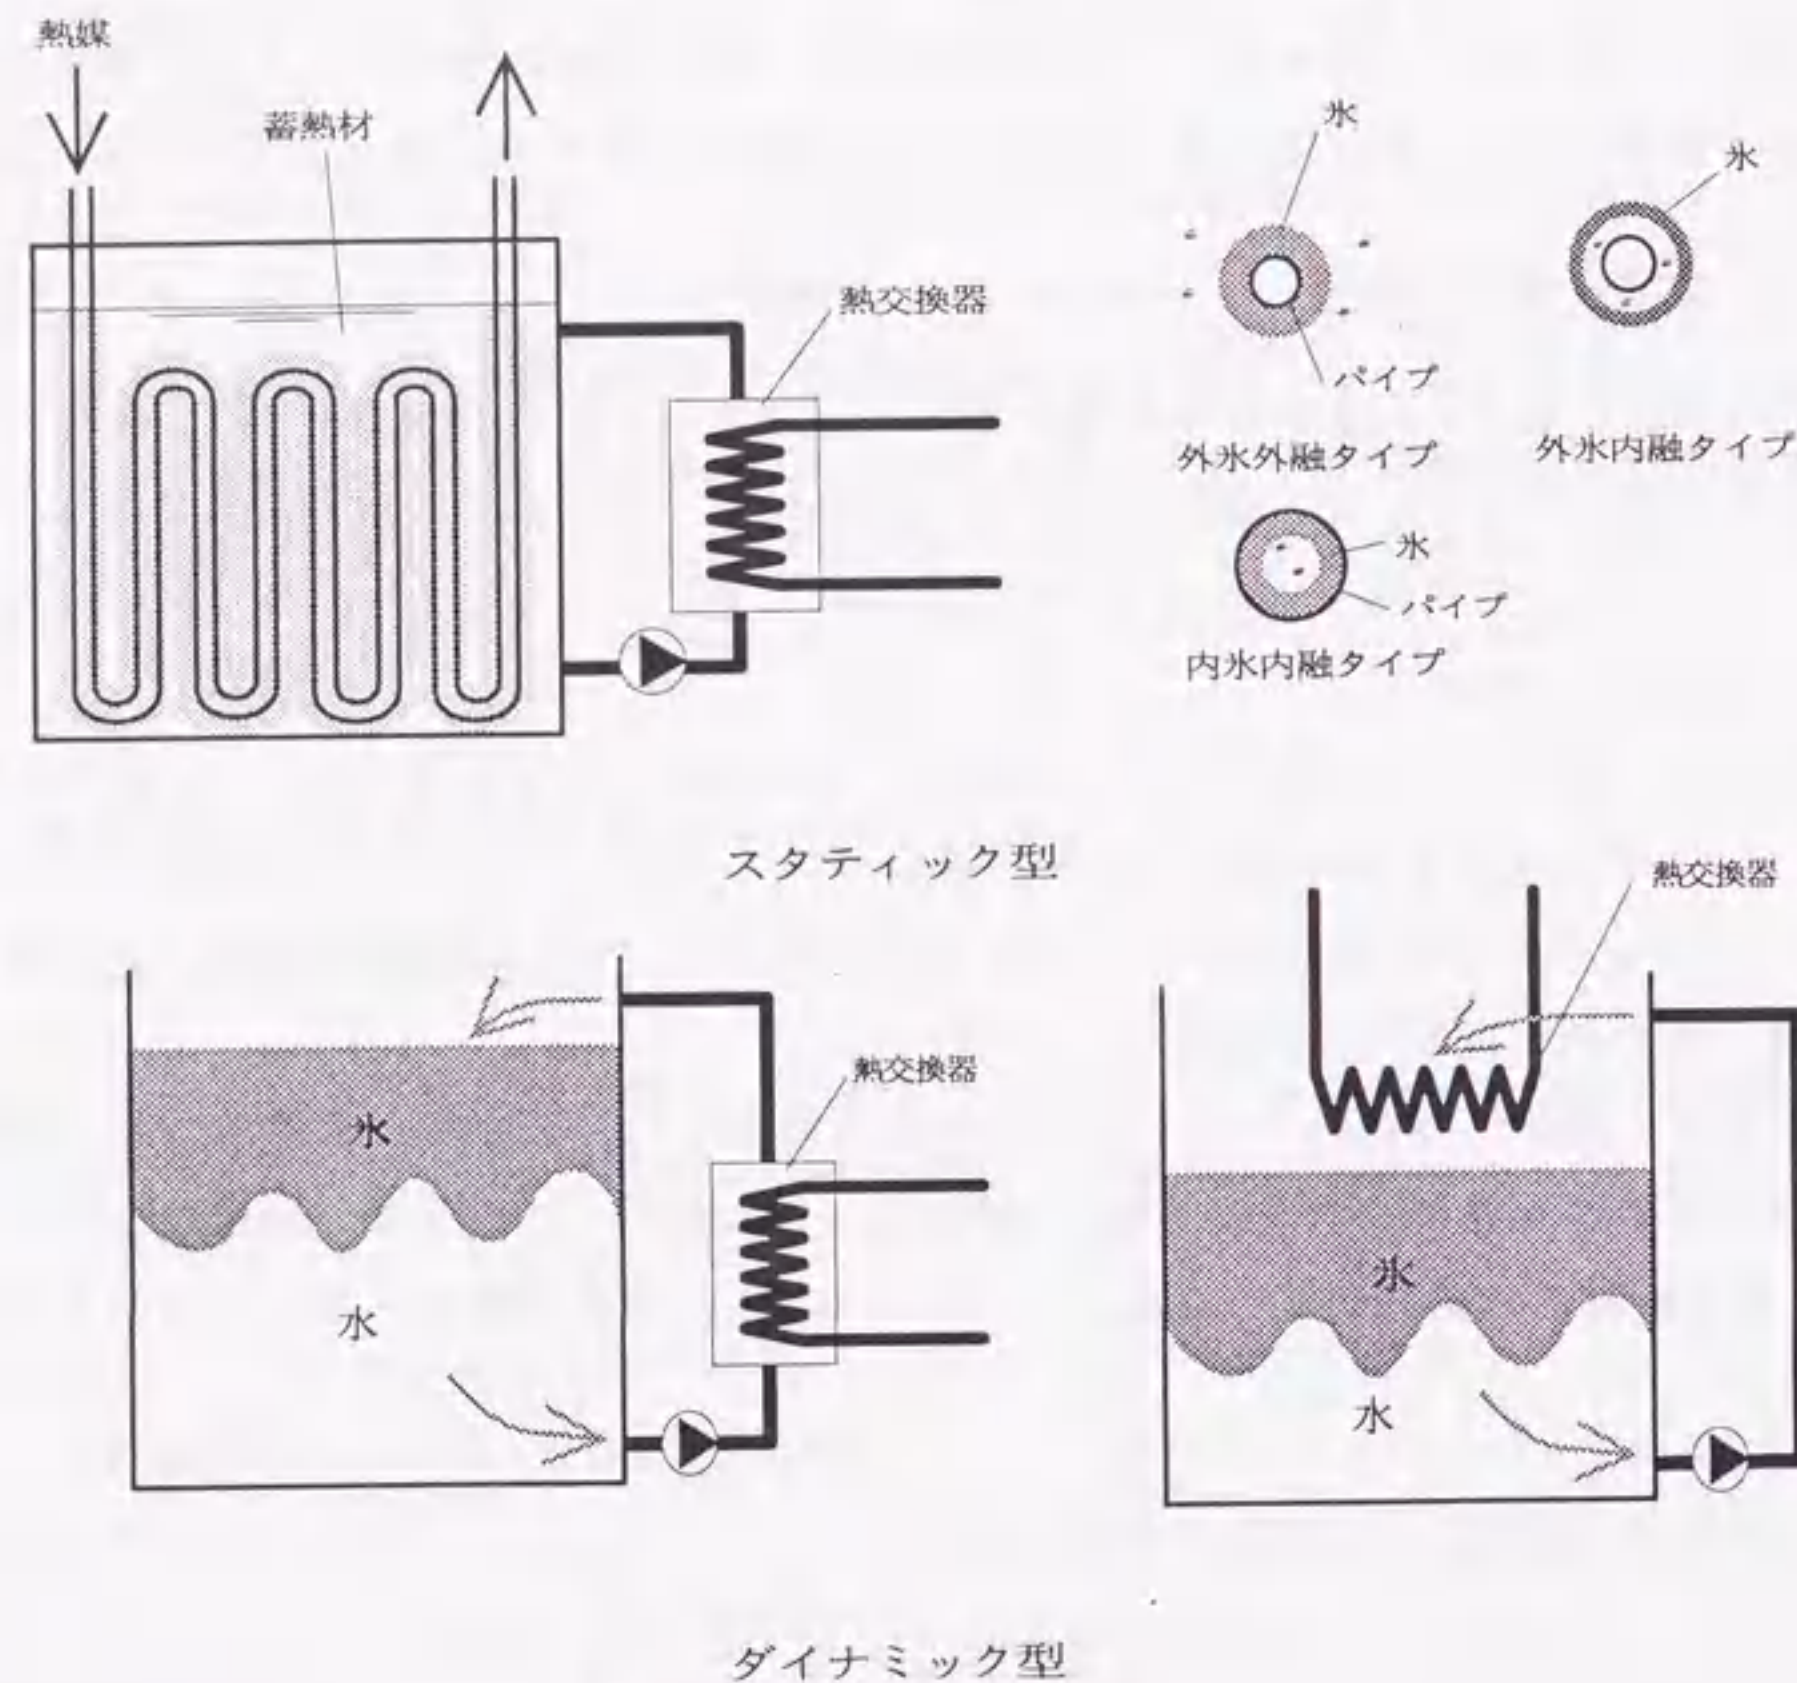 熱媒
蓄熱材
熱交換器
氷
パイプ
外氷外融タイプ
氷
外氷内融タイプ
氷
パイプ
内氷内融タイプ
スタティック型
氷
水
熱交換器
熱交換器
氷
水
ダイナミック型